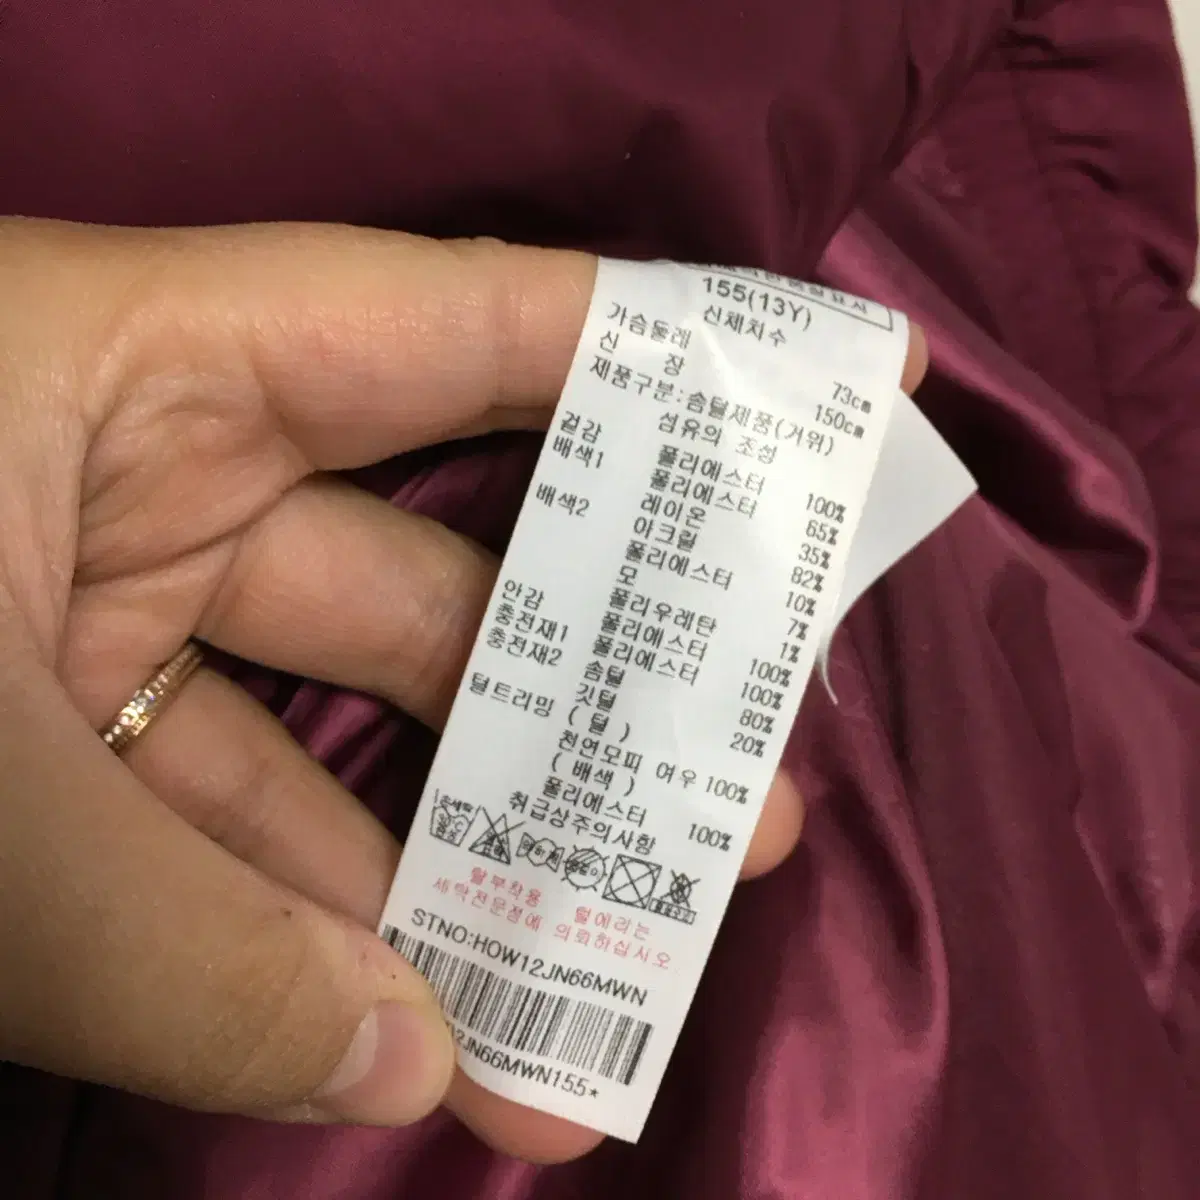 155(13Y)
신체치수
가슴둘레 73cm
신 장 150cm
제품구분:솜털제품(거위)
섬유의 조성
겉감 폴리에스터 100%
배색1 폴리에스터 65%
레이온 35%
배색2 아크릴 82%
폴리에스터 10%
모 7%
폴리우레탄 1%
안감 폴리에스터 100%
충전재1 폴리에스터 100%
충전재2 솜털 80%
깃털 20%
털트리밍 ( 털 )
천연모피 여우 100%
( 배색 )
폴리에스터 100%
취급상주의사항
손세탁
탈부착용 털에리는
세탁전문점에 의뢰하십시오
STNO:HOW12JN66MWN
2JN66MWN155*